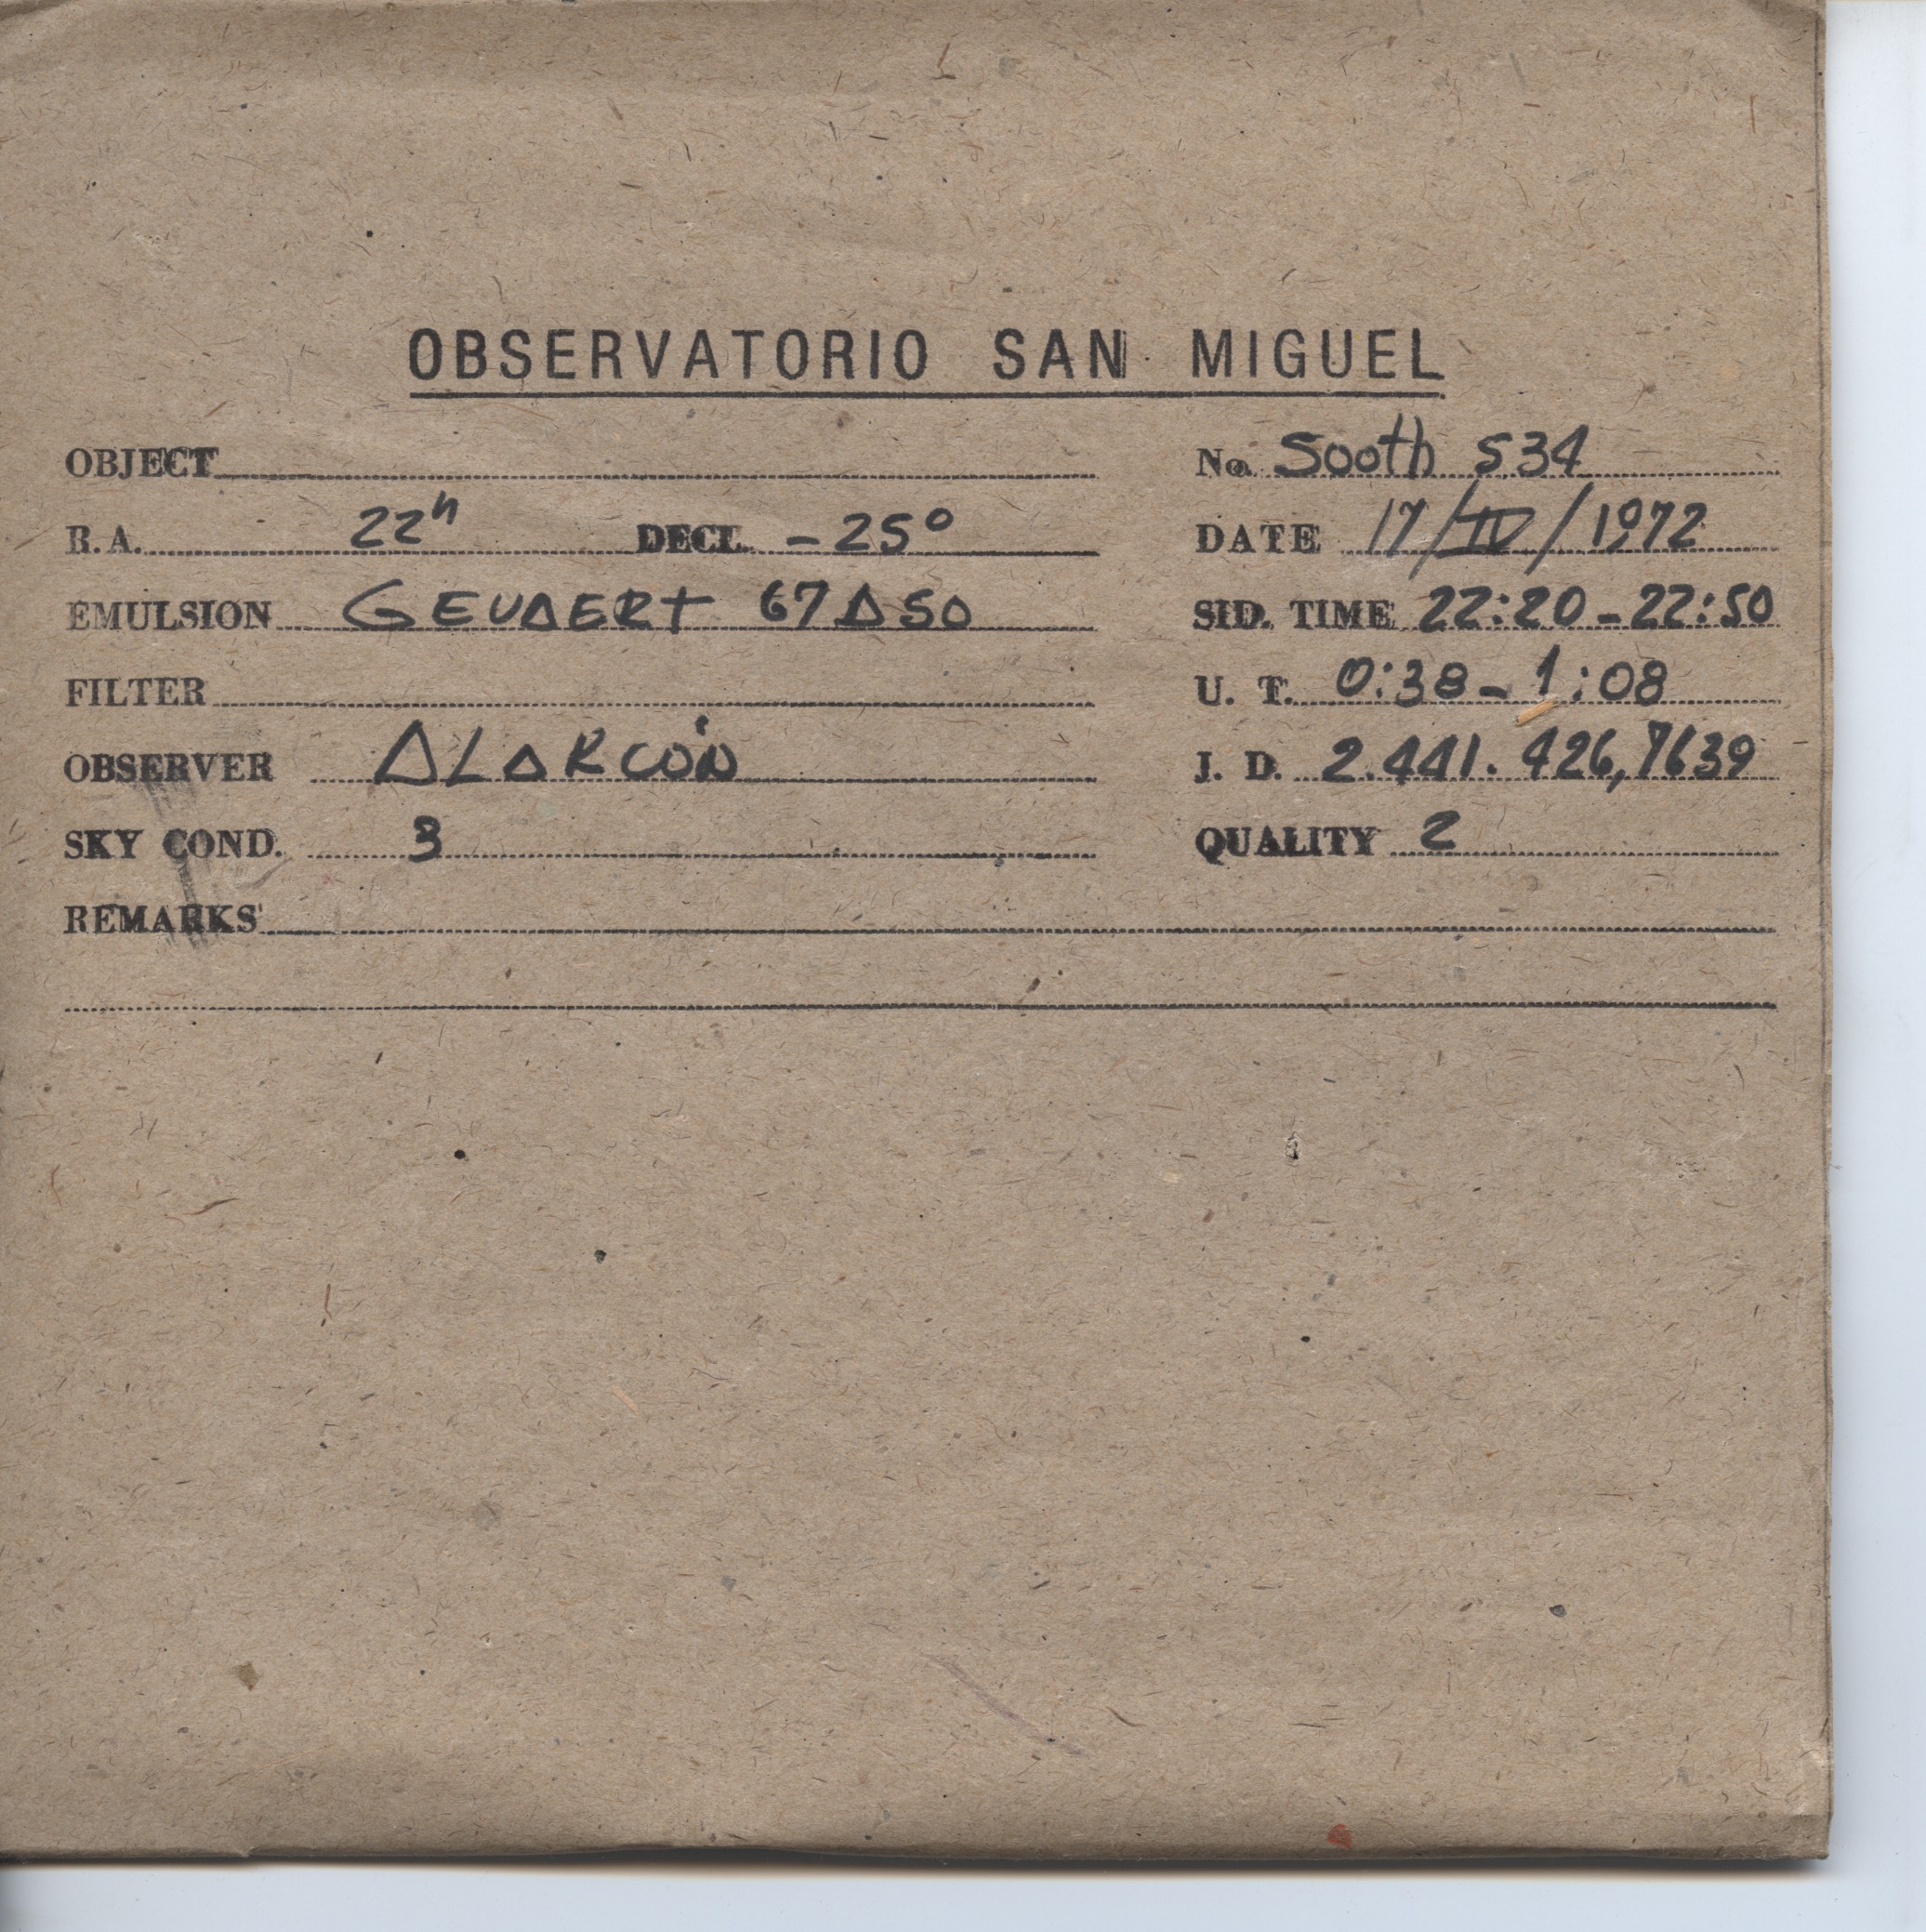 OBSERVATORIO SAN MIGUEL
OBJECT No. Sooth 534
R.A. 22h DECL. -25°
DATE 17/IV/1972
EMULSION GEVAERT 67A50
SID. TIME 22:20-22:50
FILTER U. T. 0:38-1:08
OBSERVER ALARCÓN
J. D. 2.441.426,7639
SKY COND. 3
QUALITY 2
REMARKS